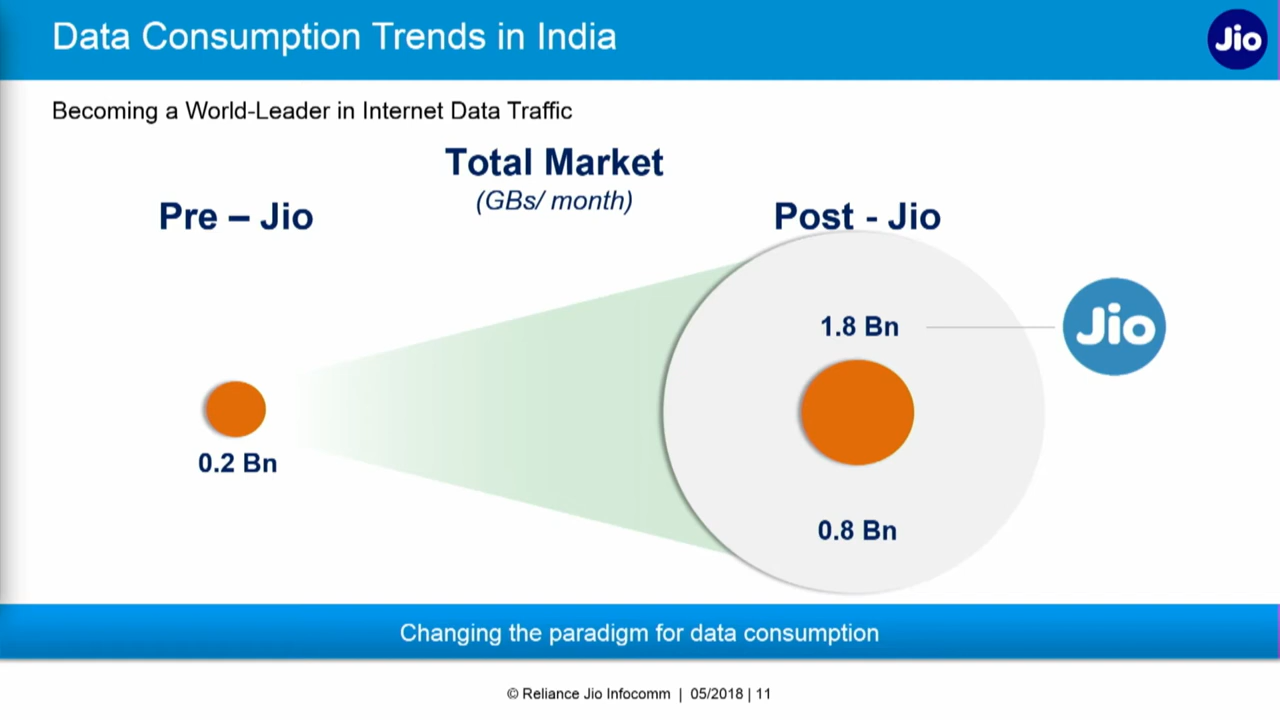 Data Consumption Trends in India
Jio
Becoming a World-Leader in Internet Data Traffic
Total Market
(GBs/ month)
Pre – Jio
Post - Jio
1.8 Bn
Jio
0.2 Bn
0.8 Bn
Changing the paradigm for data consumption
© Reliance Jio Infocomm | 05/2018 | 11